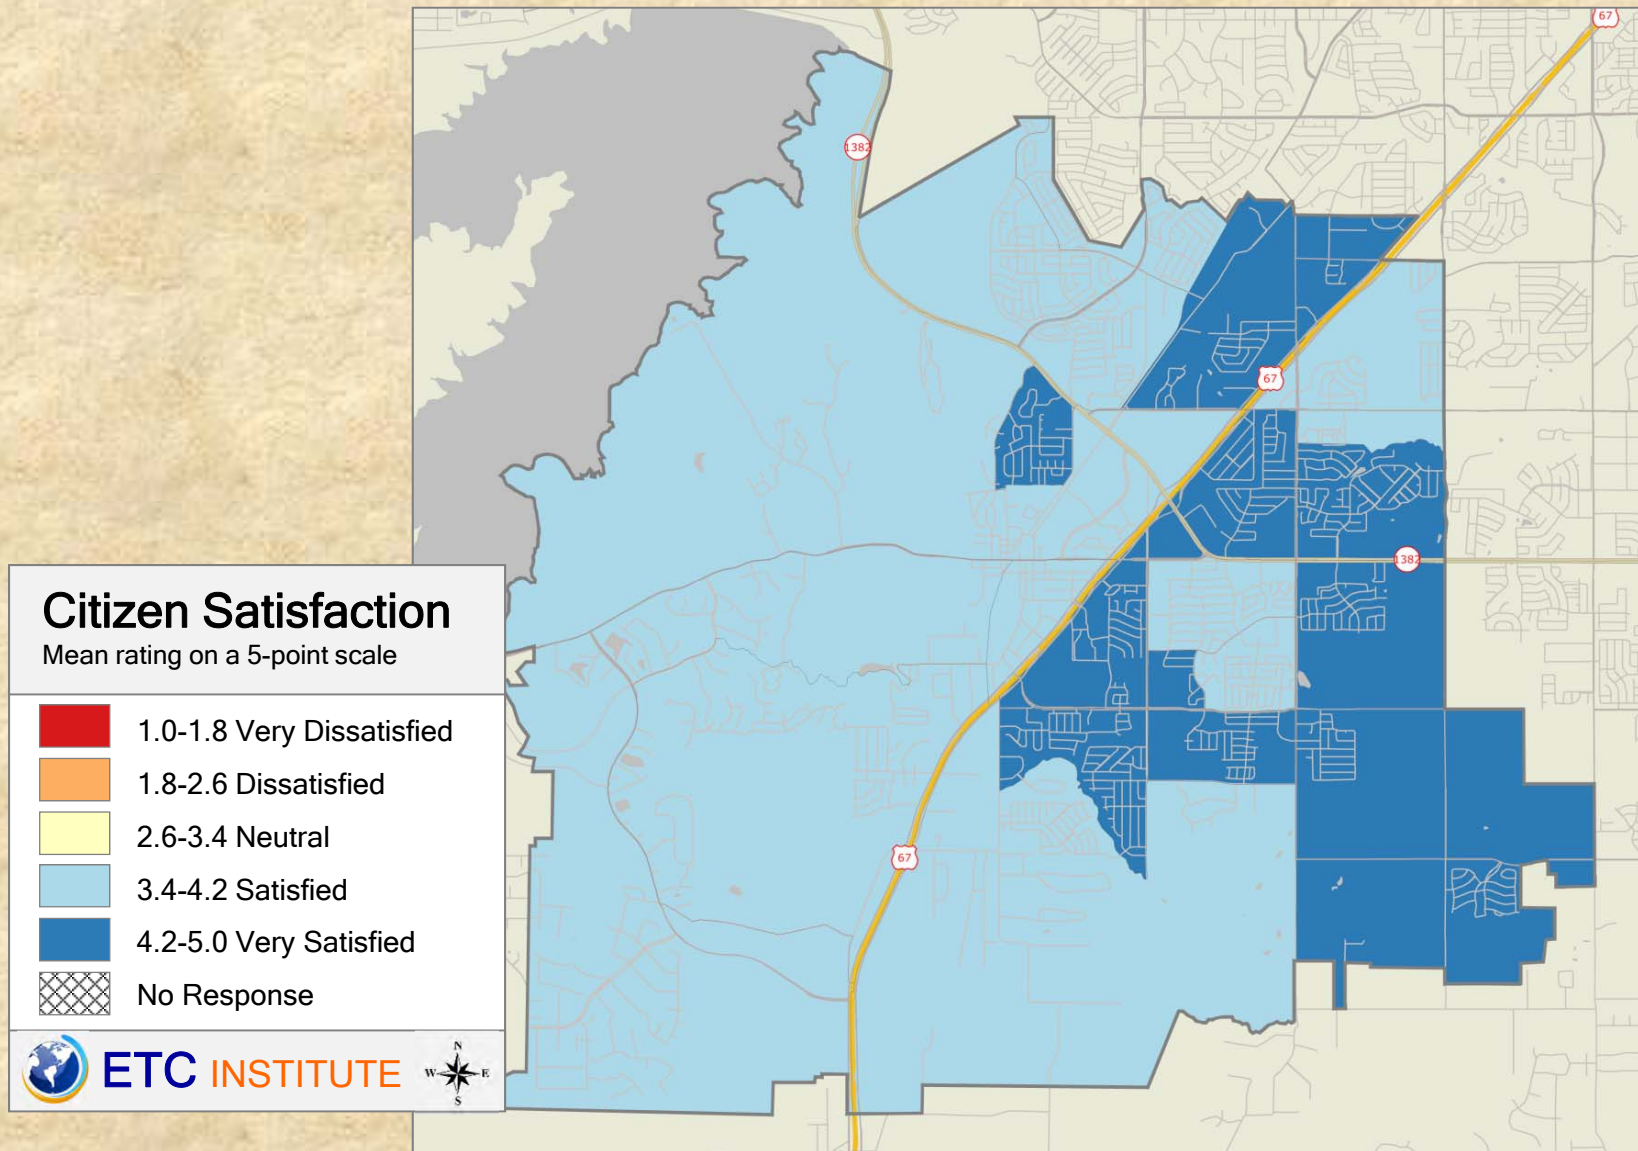 67
1382
67
1382
67
Citizen Satisfaction
Mean rating on a 5-point scale
1.0-1.8 Very Dissatisfied
1.8-2.6 Dissatisfied
2.6-3.4 Neutral
3.4-4.2 Satisfied
4.2-5.0 Very Satisfied
No Response
ETC INSTITUTE
N
W E
S